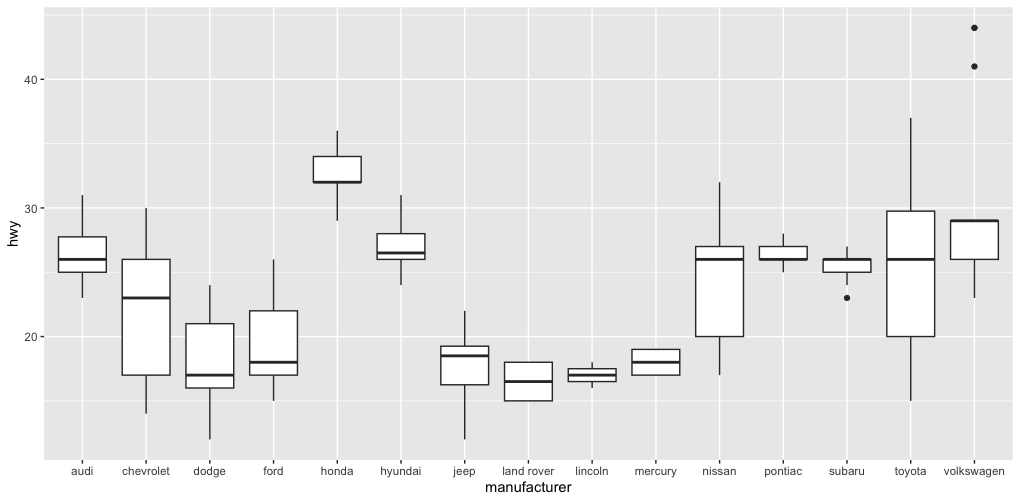 hwy
40
30
20
audi chevrolet dodge ford honda hyundai jeep land rover lincoln mercury nissan pontiac subaru toyota volkswagen
manufacturer